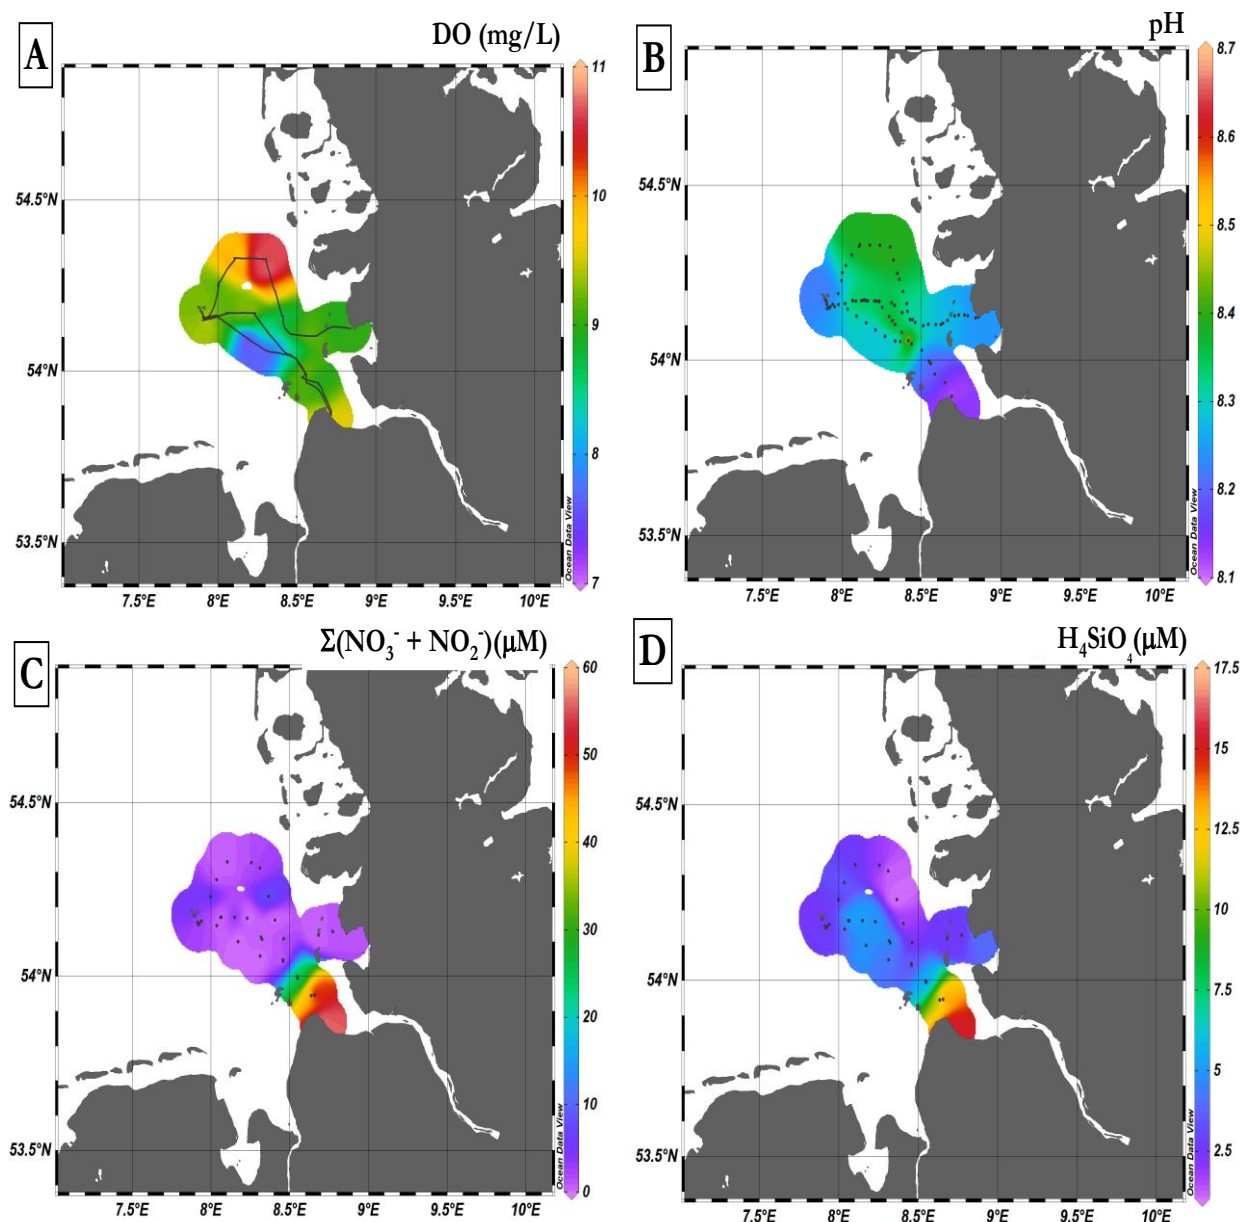 A
DO (mg/L)
11
10
9
8
7
54.5°N
54°N
53.5°N
7.5°E 8°E 8.5°E 9°E 9.5°E 10°E
Ocean Data View
B
pH
8.7
8.6
8.5
8.4
8.3
8.2
8.1
54.5°N
54°N
53.5°N
7.5°E 8°E 8.5°E 9°E 9.5°E 10°E
Ocean Data View
C
Σ(NO₃⁻ + NO₂⁻)(µM)
60
50
40
30
20
10
0
54.5°N
54°N
53.5°N
7.5°E 8°E 8.5°E 9°E 9.5°E 10°E
Ocean Data View
D
H₄SiO₄(µM)
17.5
15
12.5
10
7.5
5
2.5
54.5°N
54°N
53.5°N
7.5°E 8°E 8.5°E 9°E 9.5°E 10°E
Ocean Data View